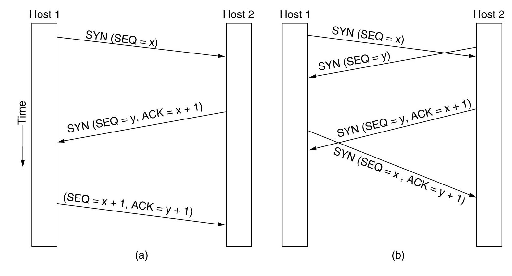 Host 1
Host 2
SYN (SEQ = x)
Time
SYN (SEQ = y, ACK = x + 1)
(SEQ = x + 1, ACK = y + 1)
(a)
Host 1
Host 2
SYN (SEQ = x)
SYN (SEQ = y)
SYN (SEQ = y, ACK = x + 1)
SYN (SEQ = x , ACK = y + 1)
(b)